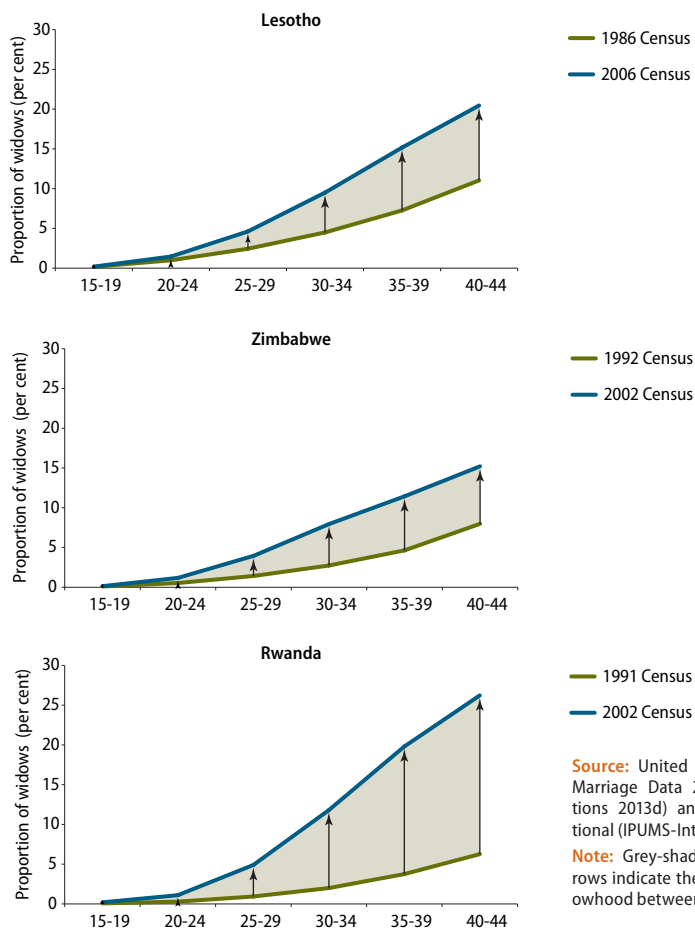 Lesotho
Proportion of widows (per cent)
30
25
20
15
10
5
0
15-19 20-24 25-29 30-34 35-39 40-44
1986 Census
2006 Census
Zimbabwe
Proportion of widows (per cent)
30
25
20
15
10
5
0
15-19 20-24 25-29 30-34 35-39 40-44
1992 Census
2002 Census
Rwanda
Proportion of widows (per cent)
30
25
20
15
10
5
0
15-19 20-24 25-29 30-34 35-39 40-44
1991 Census
2002 Census
Source: United
Marriage Data 2
tions 2013d) an
tional (IPUMS-Int
Note: Grey-shad
rows indicate the
owhood between